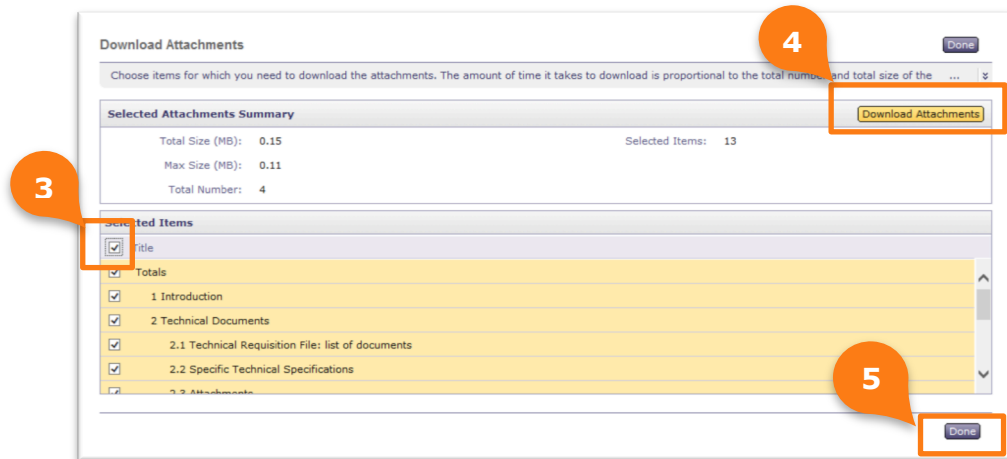 4
Download Attachments
Done
Choose items for which you need to download the attachments. The amount of time it takes to download is proportional to the total number and total size of the ...
Selected Attachments Summary
Download Attachments
Total Size (MB): 0.15
Selected Items: 13
Max Size (MB): 0.11
Total Number: 4
3
Selected Items
Title
Totals
1 Introduction
2 Technical Documents
2.1 Technical Requisition File: list of documents
2.2 Specific Technical Specifications
2.3 Attachments
5
Done